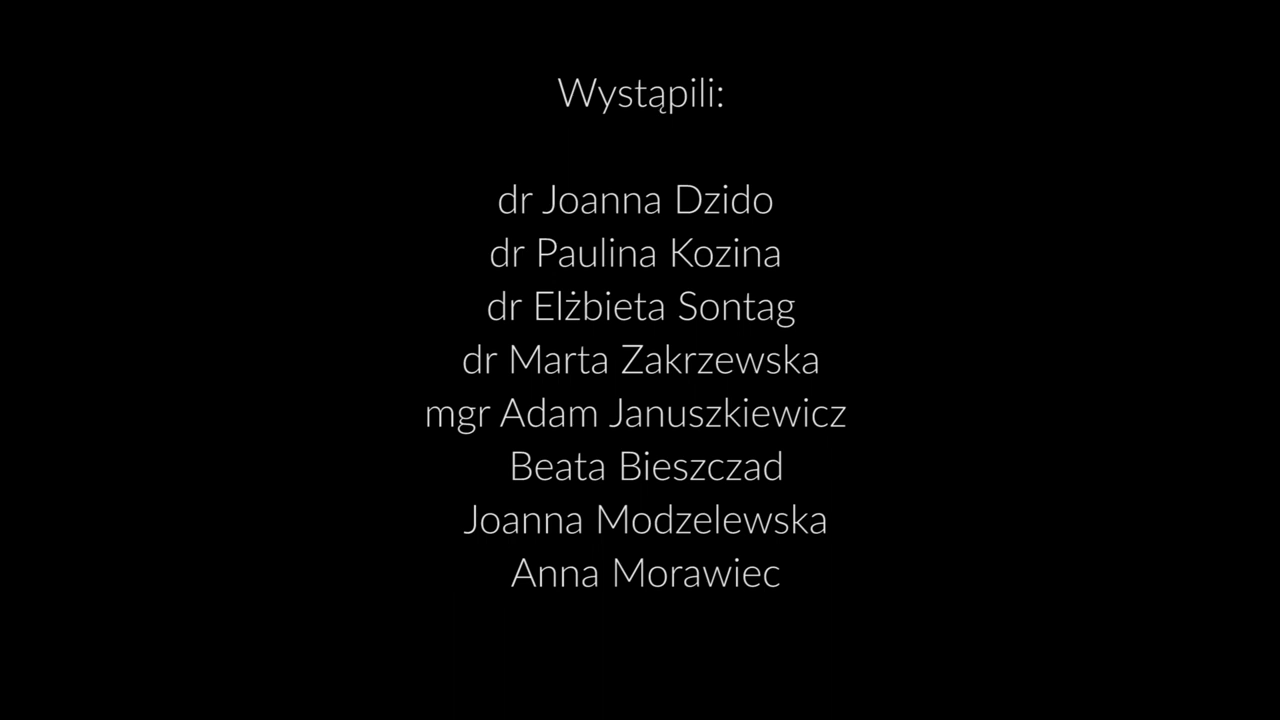 Wystąpili:
dr Joanna Dzido
dr Paulina Kozina
dr Elżbieta Sontag
dr Marta Zakrzewska
mgr Adam Januszkiewicz
Beata Bieszczad
Joanna Modzelewska
Anna Morawiec